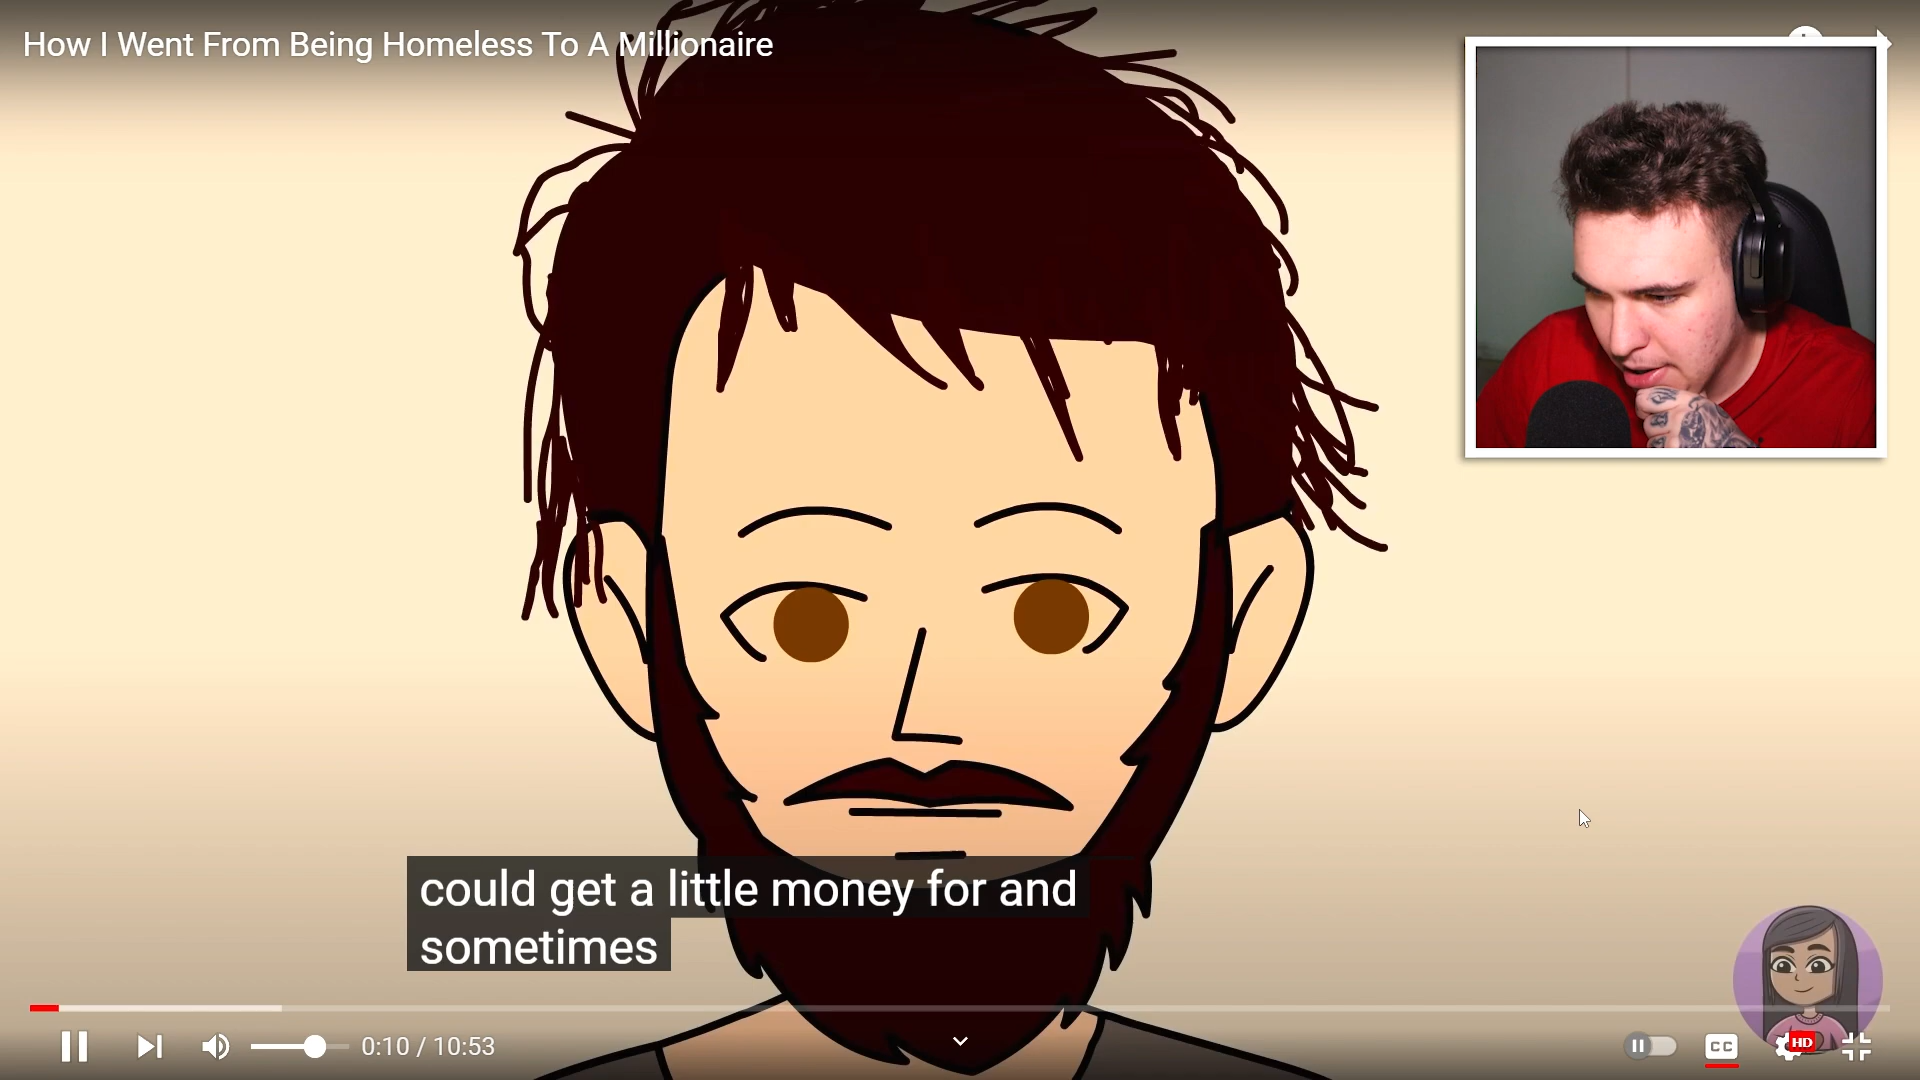 How I Went From Being Homeless To A Millionaire
could get a little money for and
sometimes
0:10 / 10:53
CC
HD